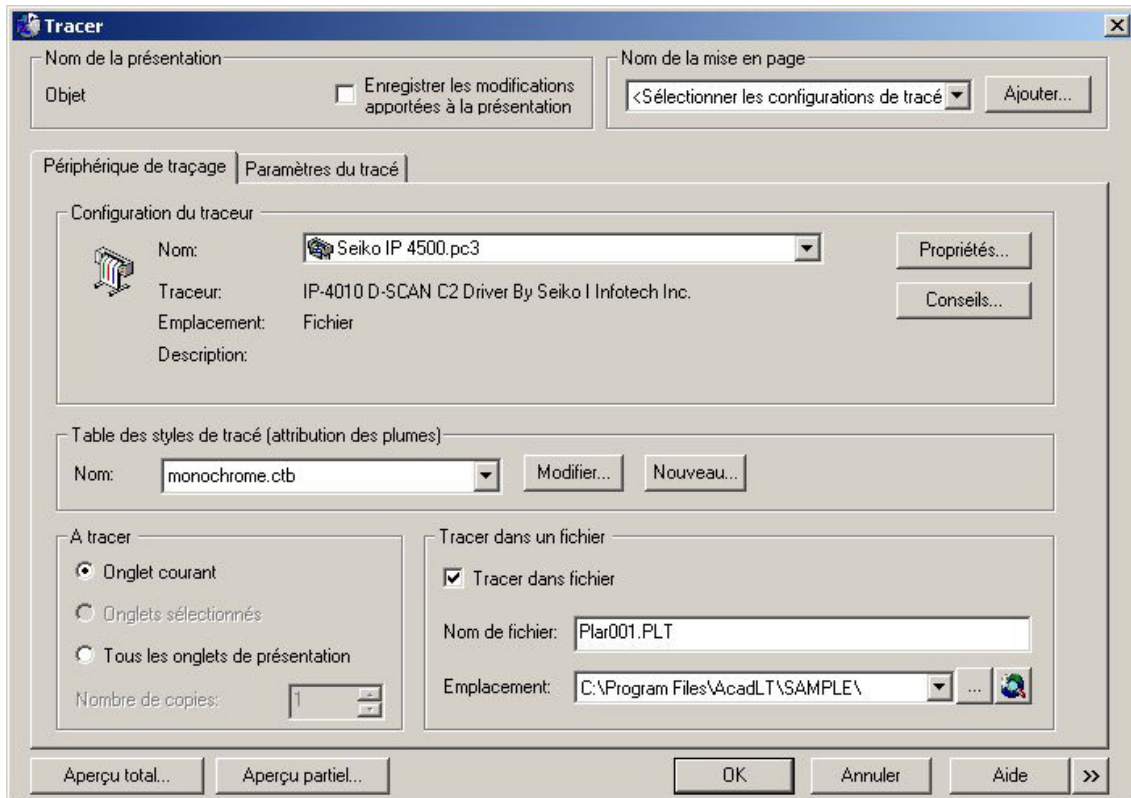 Tracer
Nom de la présentation
Objet
Enregistrer les modifications
apportées à la présentation
Nom de la mise en page
<Sélectionner les configurations de tracé
Ajouter...
Périphérique de traçage
Paramètres du tracé
Configuration du traceur
Nom:
Seiko IP 4500.pc3
Propriétés...
Traceur:
IP-4010 D-SCAN C2 Driver By Seiko I Infotech Inc.
Conseils...
Emplacement:
Fichier
Description:
Table des styles de tracé (attribution des plumes)
Nom:
monochrome.ctb
Modifier...
Nouveau...
A tracer
Onglet courant
Onglets sélectionnés
Tous les onglets de présentation
Nombre de copies:
1
Tracer dans un fichier
Tracer dans fichier
Nom de fichier:
Plar001.PLT
Emplacement:
C:\Program Files\AcadLT\SAMPLE\
...
Aperçu total...
Aperçu partiel...
OK
Annuler
Aide
>>